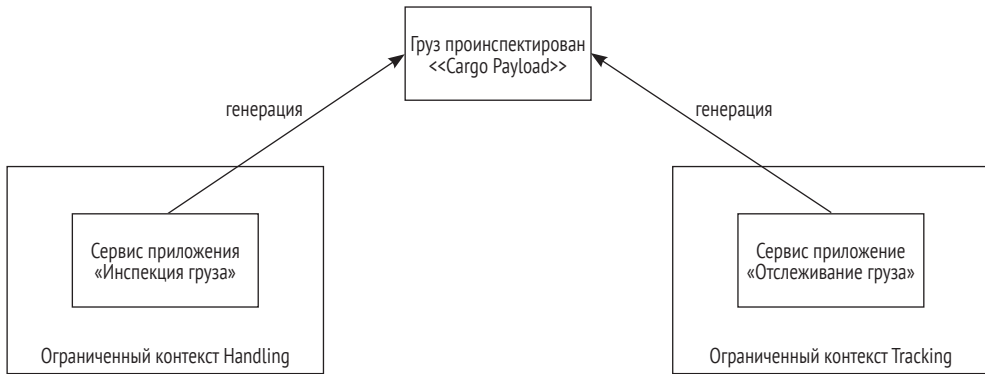 Груз проинспектирован
<<Cargo Payload>>
генерация
генерация
Сервис приложения
«Инспекция груза»
Ограниченный контекст Handling
Сервис приложение
«Отслеживание груза»
Ограниченный контекст Tracking